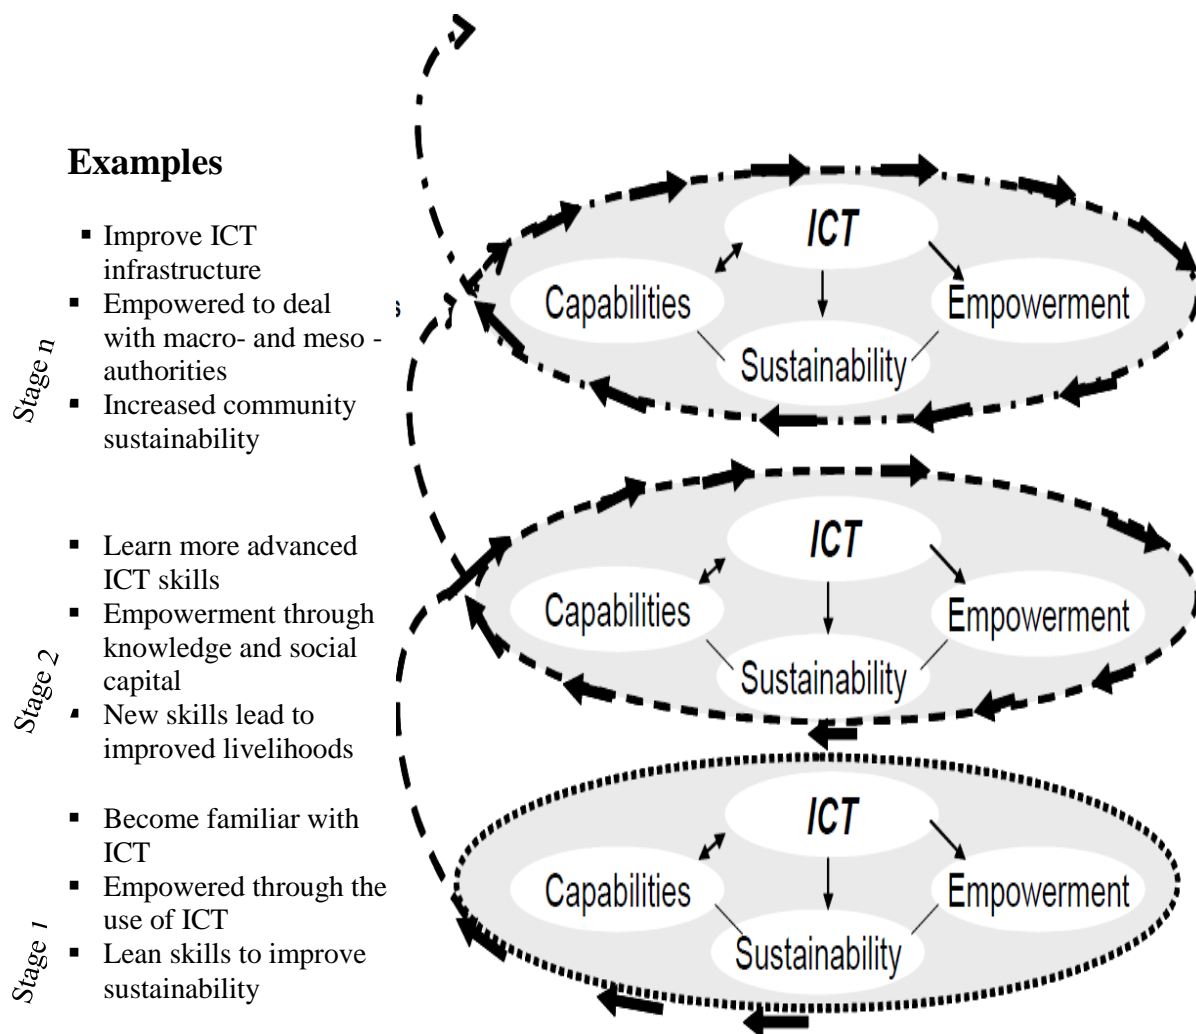 Examples
▪ Improve ICT
infrastructure
▪ Empowered to deal
with macro- and meso -
authorities
▪ Increased community
sustainability
Stage n
s
ICT
Capabilities
Empowerment
Sustainability
▪ Learn more advanced
ICT skills
▪ Empowerment through
knowledge and social
capital
▪ New skills lead to
improved livelihoods
Stage 2
ICT
Capabilities
Empowerment
Sustainability
▪ Become familiar with
ICT
▪ Empowered through the
use of ICT
▪ Lean skills to improve
sustainability
Stage 1
ICT
Capabilities
Empowerment
Sustainability